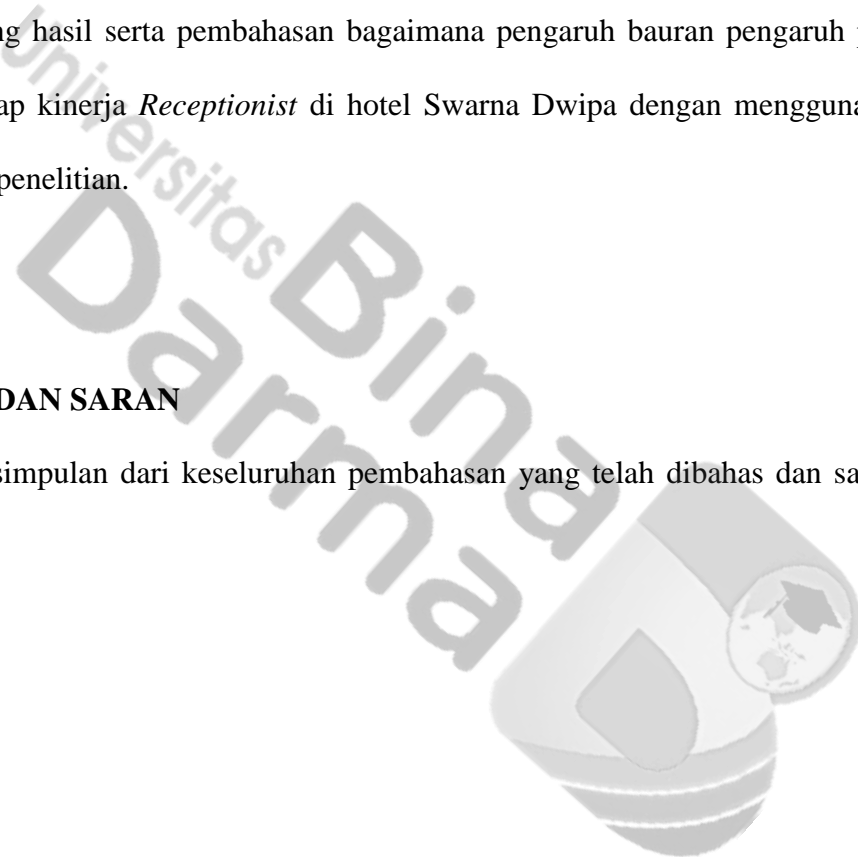 ng hasil serta pembahasan bagaimana pengaruh bauran pengaruh
ap kinerja Receptionist di hotel Swarna Dwipa dengan mengguna
penelitian.
DAN SARAN
simpulan dari keseluruhan pembahasan yang telah dibahas dan sa
Universitas
Bina
Darma